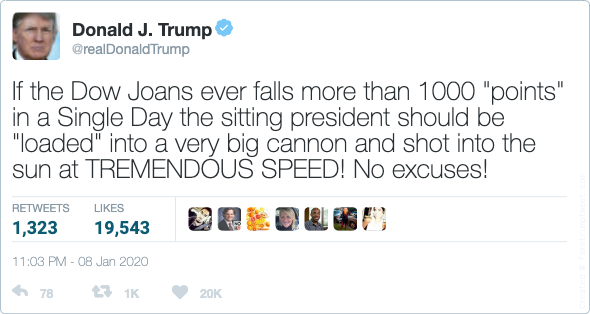 Donald J. Trump
@realDonaldTrump
If the Dow Joans ever falls more than 1000 "points"
in a Single Day the sitting president should be
"loaded" into a very big cannon and shot into the
sun at TREMENDOUS SPEED! No excuses!
RETWEETS LIKES
1,323 19,543
11:03 PM - 08 Jan 2020
78 1K 20K